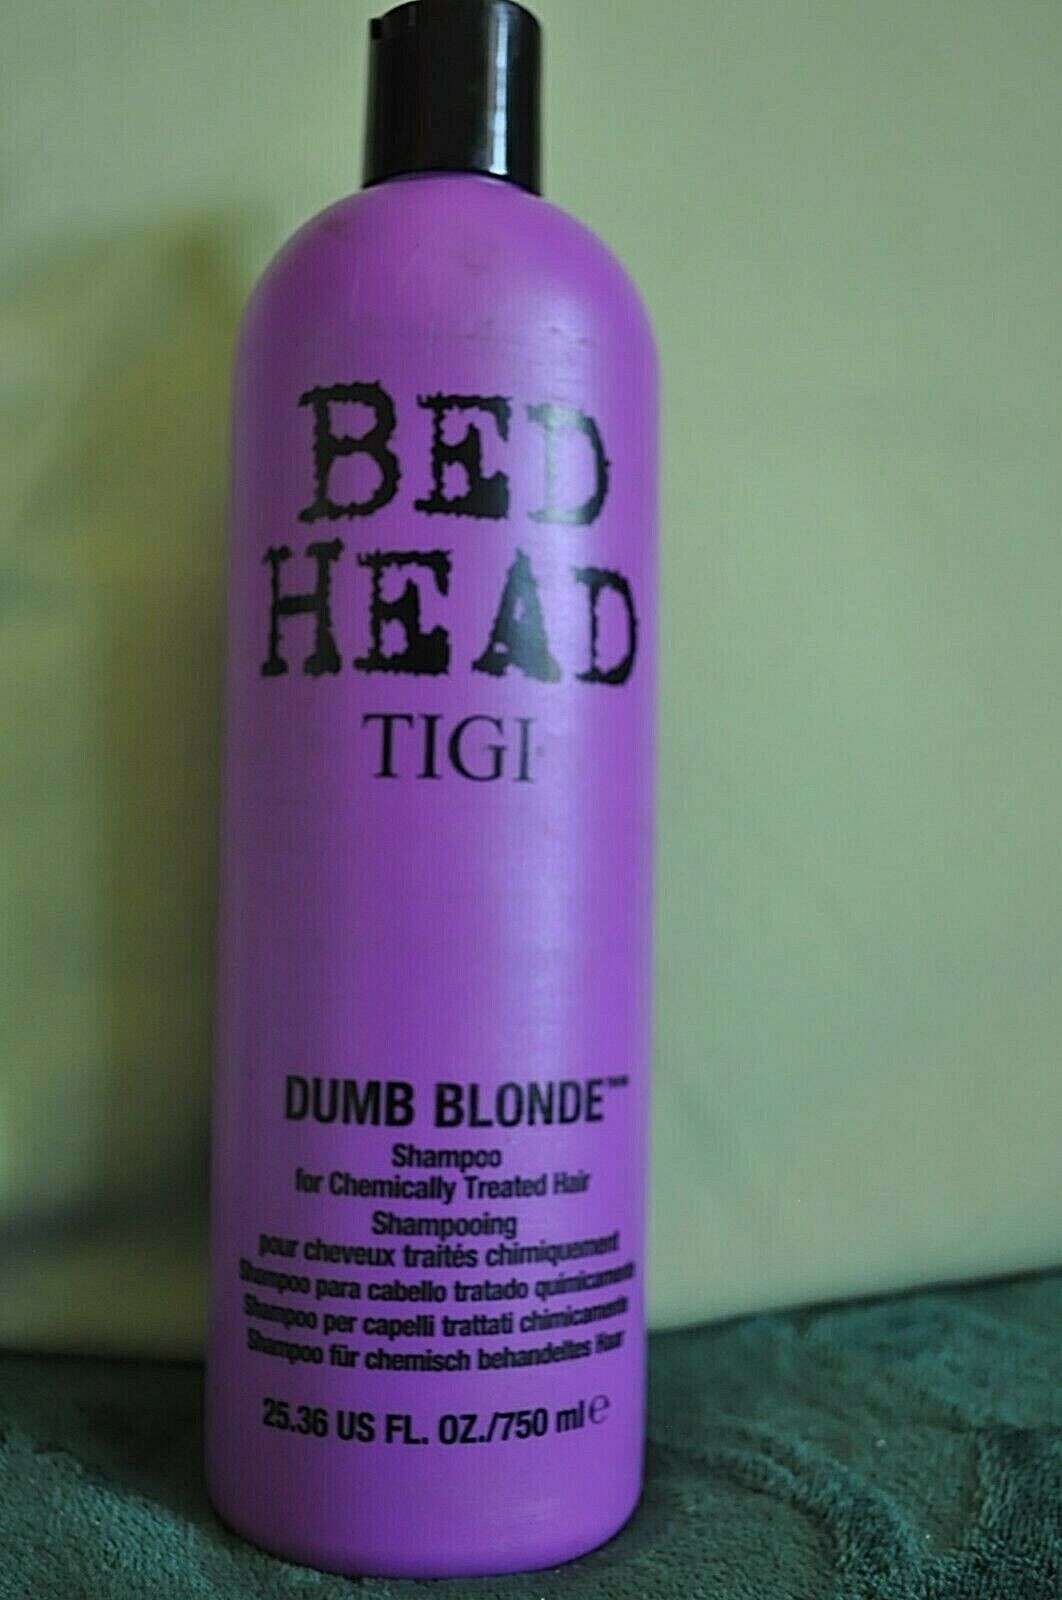 BED
HEAD
TIGI
DUMB BLONDE™
Shampoo
for Chemically Treated Hair
Shampooing
pour cheveux traités chimiquement
Shampoo para cabello tratado quimicamente
Shampoo per capelli trattati chimicamente
Shampoo für chemisch behandeltes Haar
25.36 US FL. OZ./750 ml e